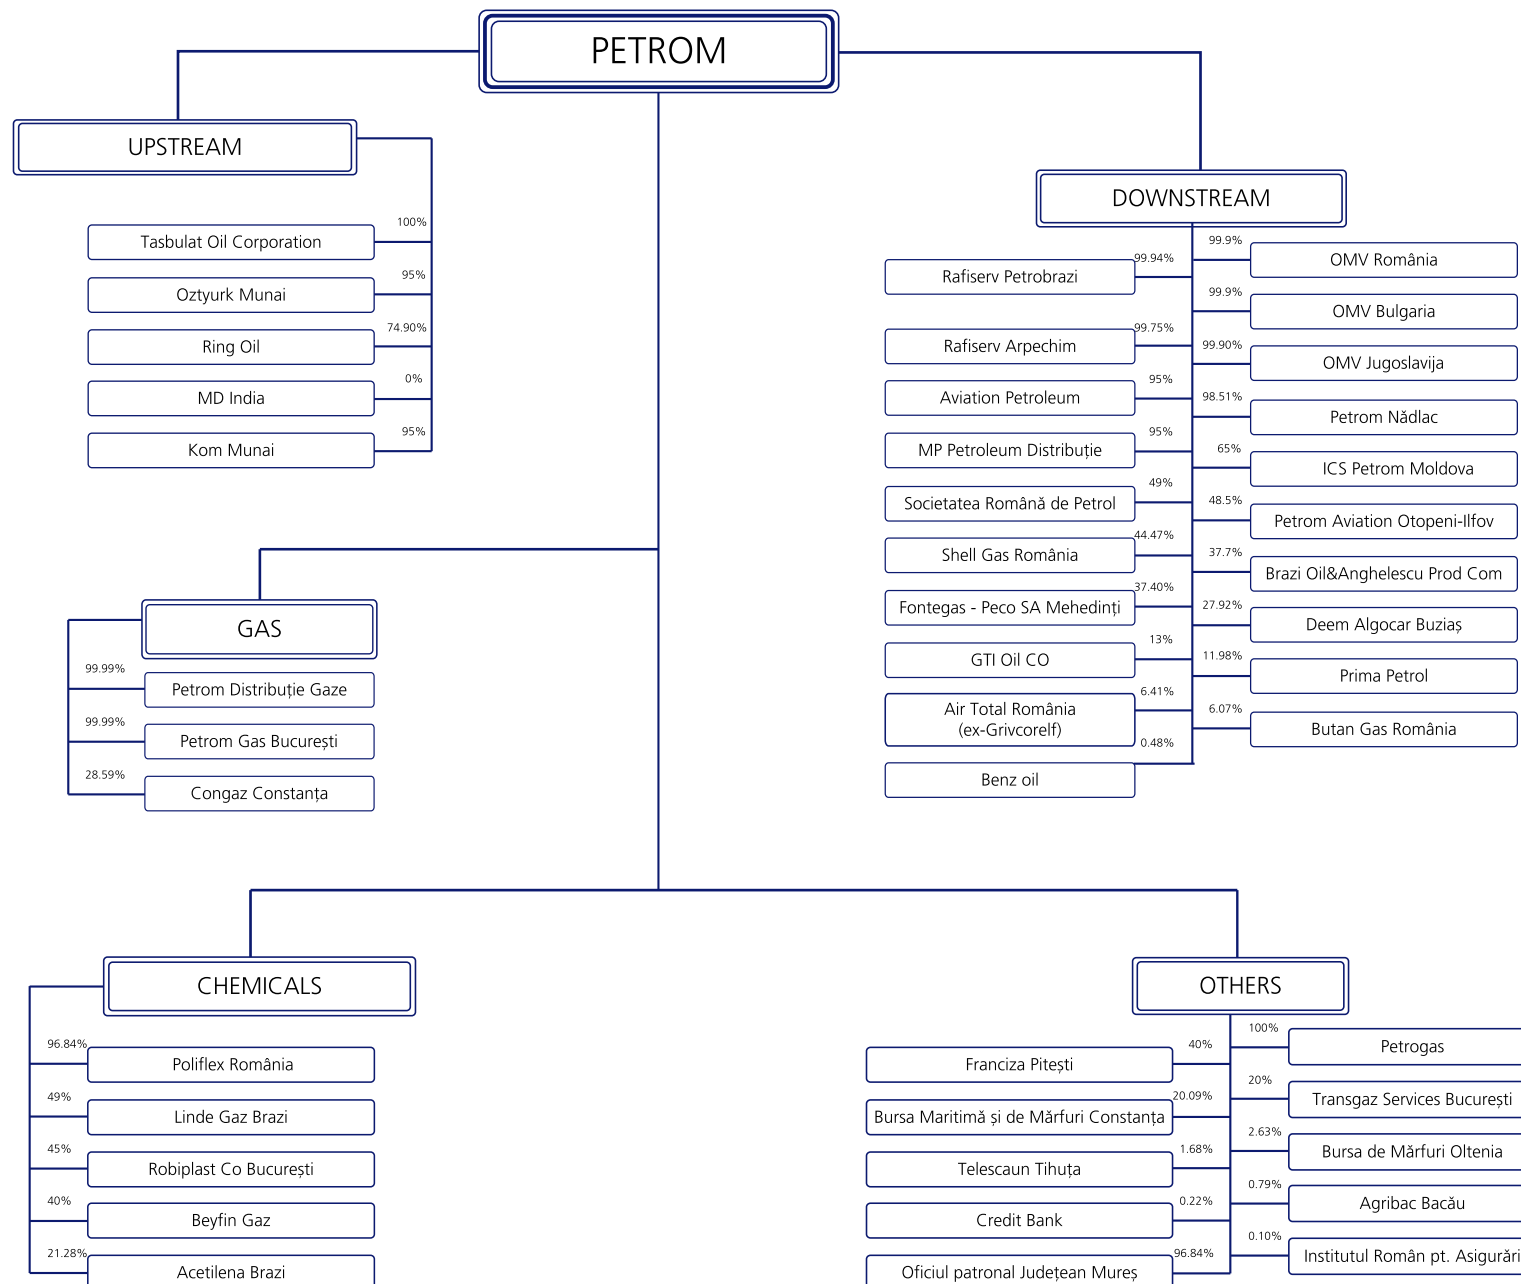 PETROM
UPSTREAM
100%
Tasbulat Oil Corporation
95%
Oztyurk Munai
74.90%
Ring Oil
0%
MD India
95%
Kom Munai
DOWNSTREAM
99.94%
Rafiserv Petrobrazi
99.75%
Rafiserv Arpechim
95%
Aviation Petroleum
95%
MP Petroleum Distribuție
49%
Societatea Română de Petrol
44.47%
Shell Gas România
37.40%
Fontegas - Peco SA Mehedinți
13%
GTI Oil CO
6.41%
Air Total România
(ex-Grivcorelf)
0.48%
Benz oil
99.9%
OMV România
99.9%
OMV Bulgaria
99.90%
OMV Jugoslavija
98.51%
Petrom Nădlac
65%
ICS Petrom Moldova
48.5%
Petrom Aviation Otopeni-Ilfov
37.7%
Brazi Oil&Anghelescu Prod Com
27.92%
Deem Algocar Buziaș
11.98%
Prima Petrol
6.07%
Butan Gas România
GAS
99.99%
Petrom Distribuție Gaze
99.99%
Petrom Gas București
28.59%
Congaz Constanța
CHEMICALS
96.84%
Poliflex România
49%
Linde Gaz Brazi
45%
Robiplast Co București
40%
Beyfin Gaz
21.28%
Acetilena Brazi
OTHERS
40%
Franciza Pitești
20.09%
Bursa Maritimă și de Mărfuri Constanța
1.68%
Telescaun Tihuța
0.22%
Credit Bank
96.84%
Oficiul patronal Județean Mureș
100%
Petrogas
20%
Transgaz Services București
2.63%
Bursa de Mărfuri Oltenia
0.79%
Agribac Bacău
0.10%
Institutul Român pt. Asigurări